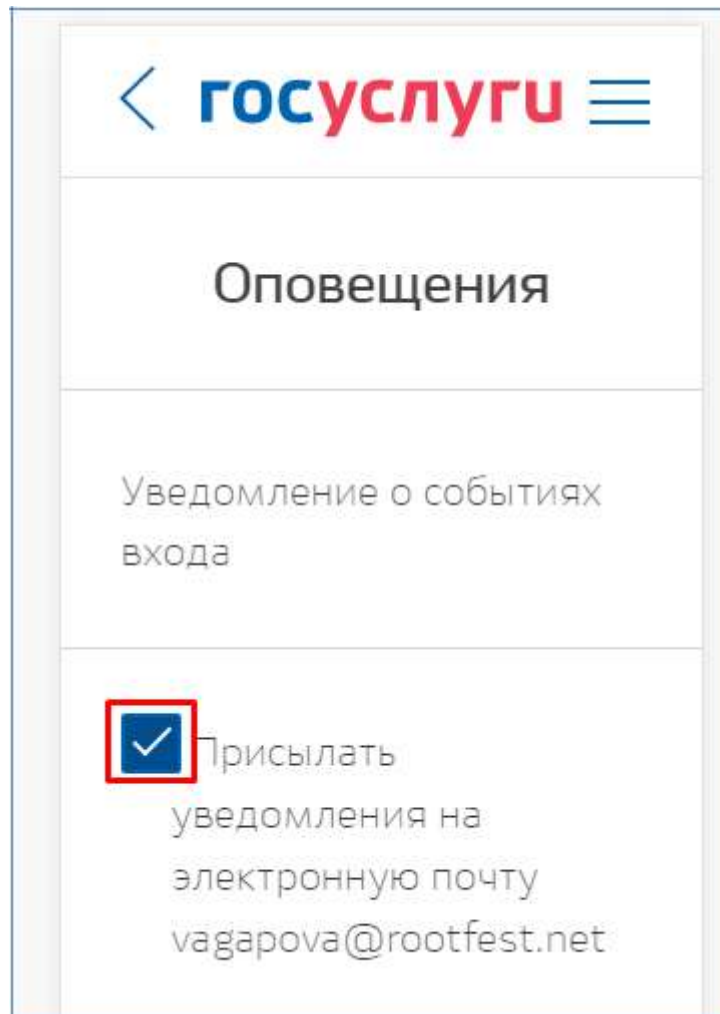 госуслуги
Оповещения
Уведомление о событиях
входа
Присылать
уведомления на
электронную почту
vagapova@rootfest.net